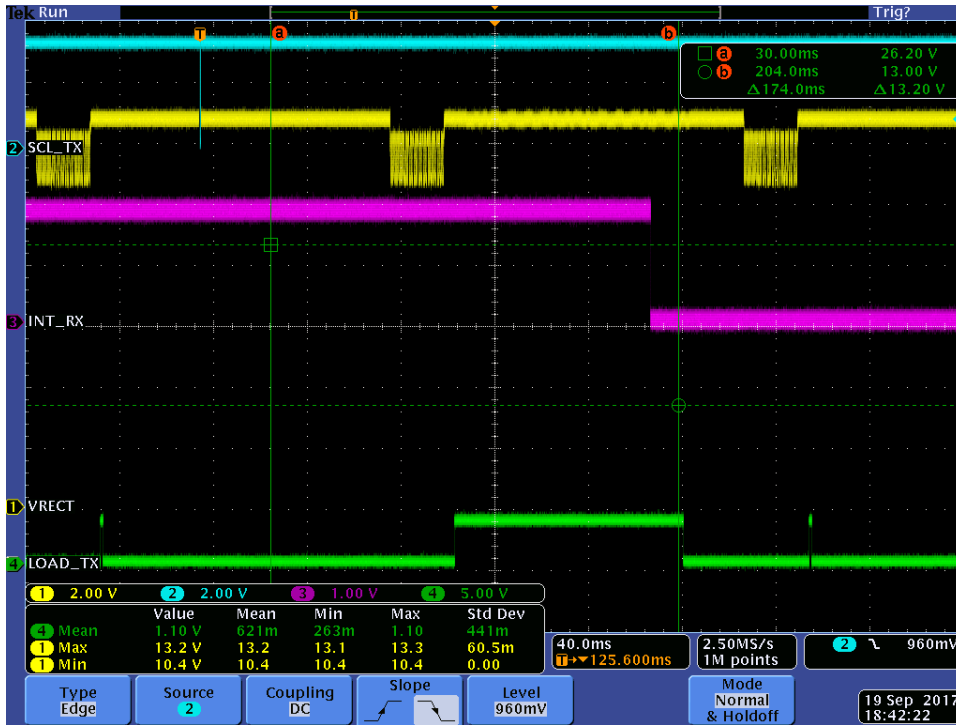 Tek Run Trig?
T
a
b
a 30.00ms 26.20 V
b 204.0ms 13.00 V
Δ174.0ms Δ13.20 V
2 SCL_TX
3 INT_RX
1 VRECT
4 LOAD_TX
1 2.00 V 2 2.00 V 3 1.00 V 4 5.00 V
Value Mean Min Max Std Dev
4 Mean 1.10 V 621m 263m 1.10 441m
1 Max 13.2 V 13.2 13.1 13.3 60.5m
1 Min 10.4 V 10.4 10.4 10.4 0.00
40.0ms
T→▼125.600ms
2.50MS/s
1M points
2 960mV
Type
Edge
Source
2
Coupling
DC
Slope
Level
960mV
Mode
Normal
& Holdoff
19 Sep 2017
18:42:22